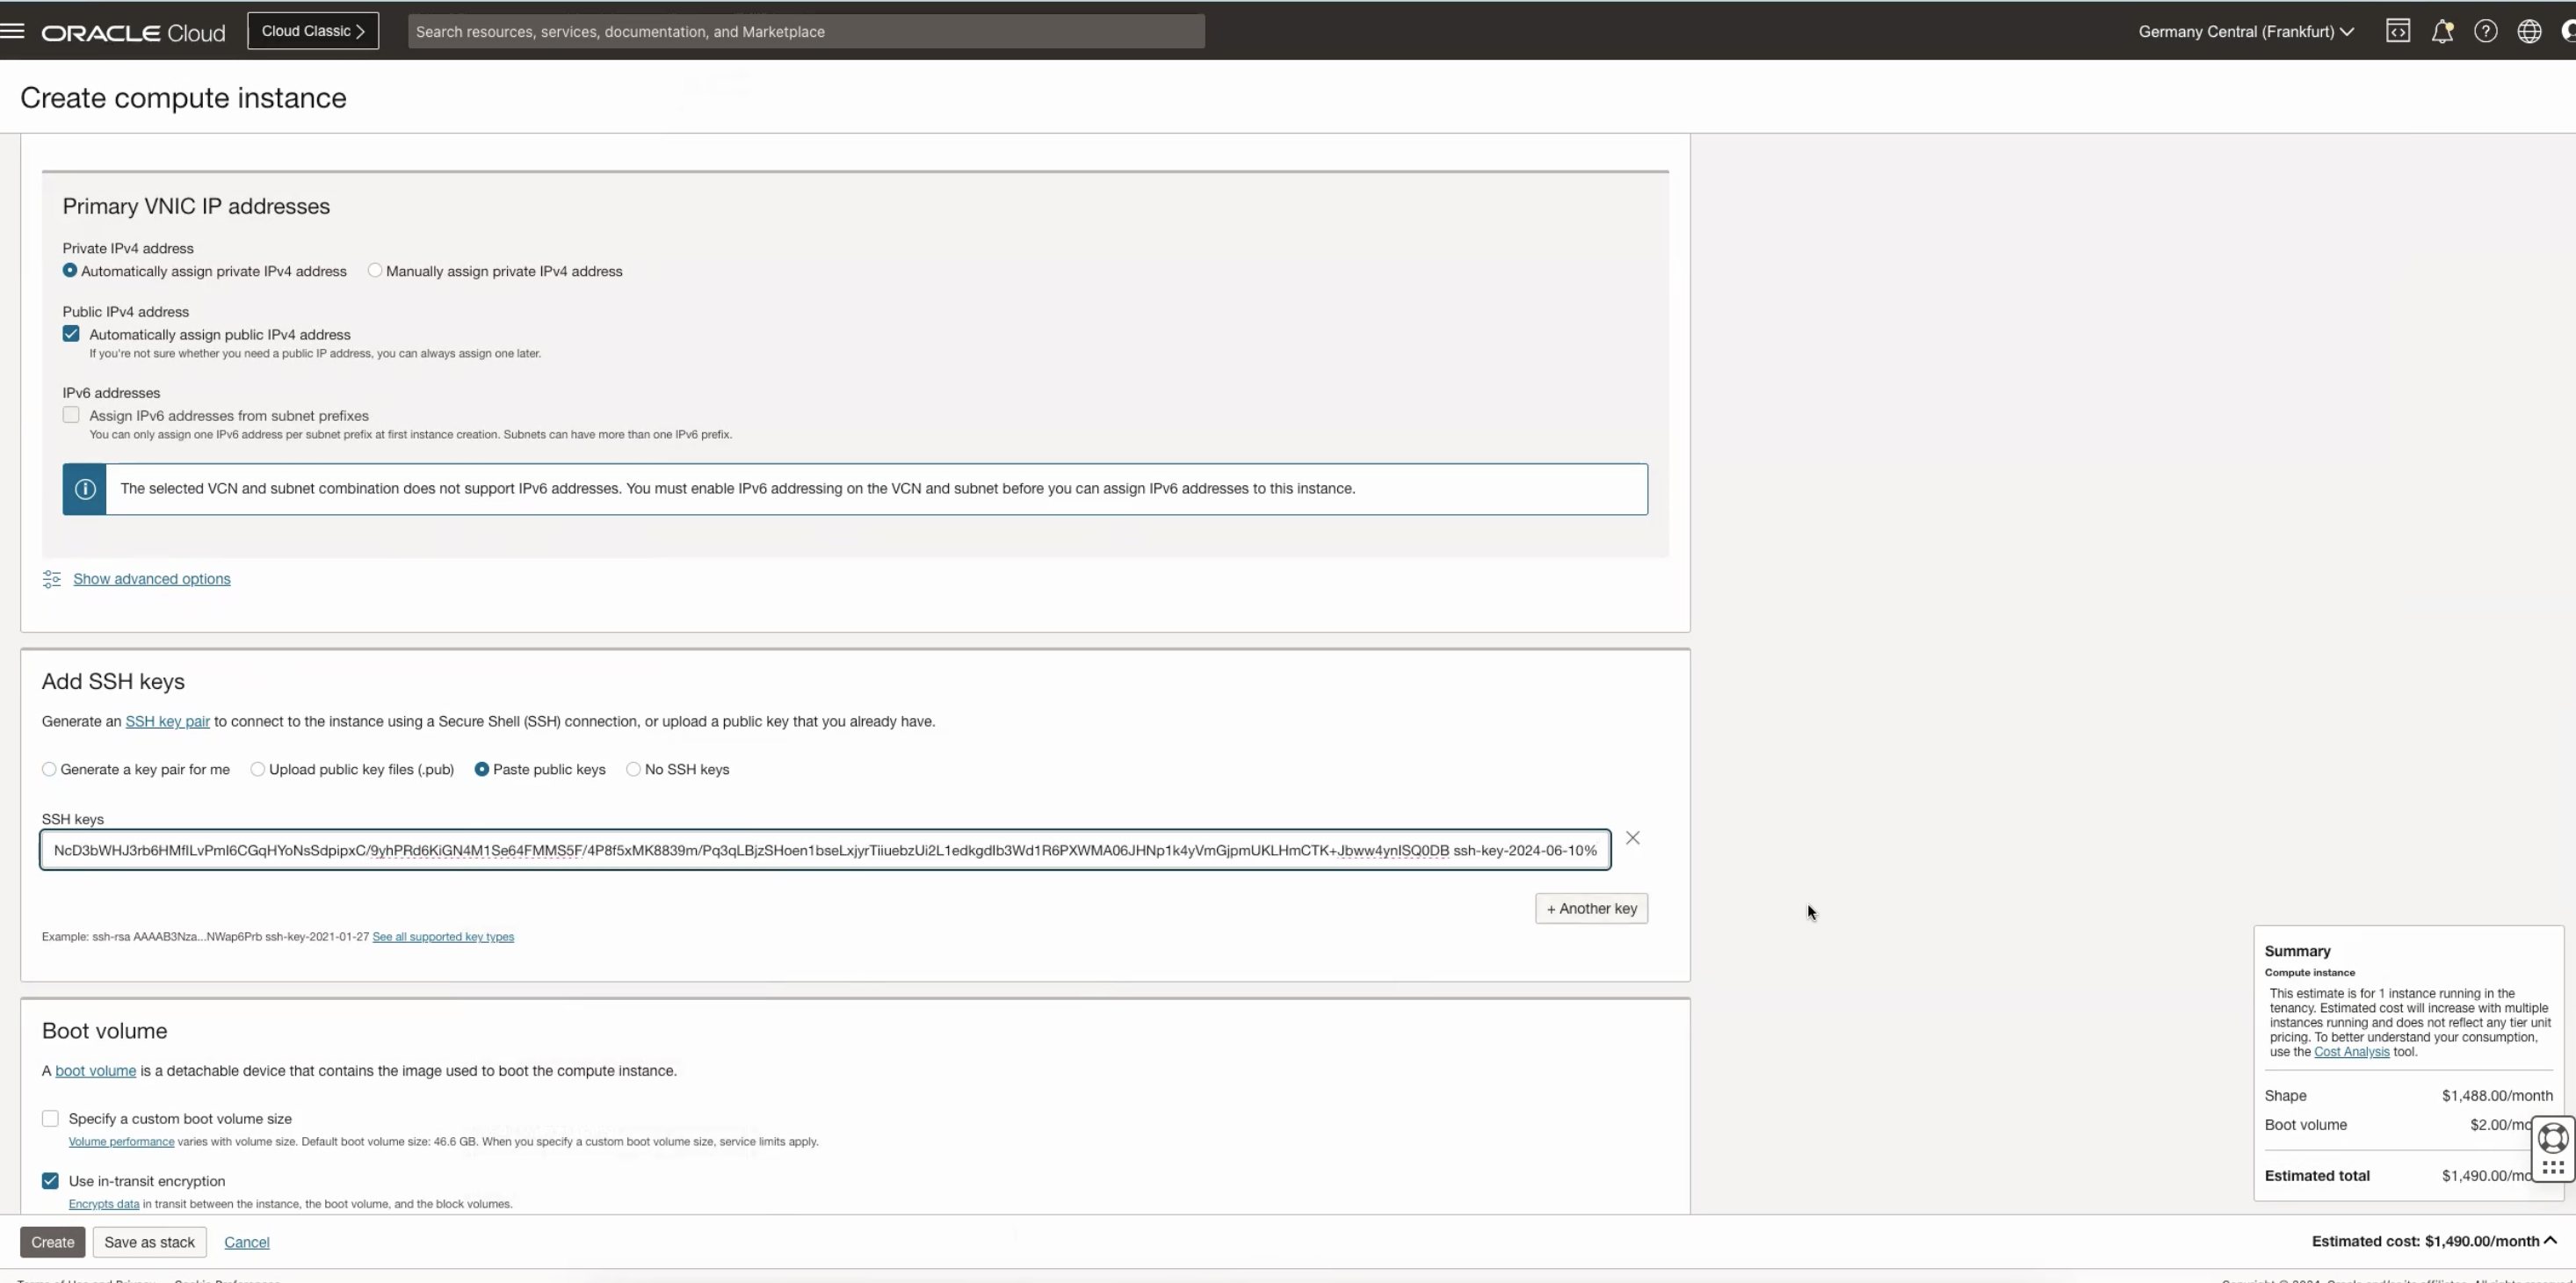 ORACLE Cloud
Cloud Classic
Search resources, services, documentation, and Marketplace
Germany Central (Frankfurt)
Create compute instance
Primary VNIC IP addresses
Private IPv4 address
Automatically assign private IPv4 address
Manually assign private IPv4 address
Public IPv4 address
Automatically assign public IPv4 address
If you're not sure whether you need a public IP address, you can always assign one later.
IPv6 addresses
Assign IPv6 addresses from subnet prefixes
You can only assign one IPv6 address per subnet prefix at first instance creation. Subnets can have more than one IPv6 prefix.
The selected VCN and subnet combination does not support IPv6 addresses. You must enable IPv6 addressing on the VCN and subnet before you can assign IPv6 addresses to this instance.
Show advanced options
Add SSH keys
Generate an SSH key pair to connect to the instance using a Secure Shell (SSH) connection, or upload a public key that you already have.
Generate a key pair for me
Upload public key files (.pub)
Paste public keys
No SSH keys
SSH keys
ssh-key-2024-06-10%
+ Another key
Example: ssh-rsa AAAAB3Nza...NWap6Prb ssh-key-2021-01-27 See all supported key types
Boot volume
A boot volume is a detachable device that contains the image used to boot the compute instance.
Specify a custom boot volume size
Volume performance varies with volume size. Default boot volume size: 46.6 GB. When you specify a custom boot volume size, service limits apply.
Use in-transit encryption
Encrypts data in transit between the instance, the boot volume, and the block volumes.
Summary
Compute instance
This estimate is for 1 instance running in the
tenancy. Estimated cost will increase with multiple
instances running and does not reflect any tier unit
pricing. To better understand your consumption,
use the Cost Analysis tool.
Shape $1,488.00/month
Boot volume $2.00/mo
Estimated total $1,490.00/mo
Create
Save as stack
Cancel
Estimated cost: $1,490.00/month